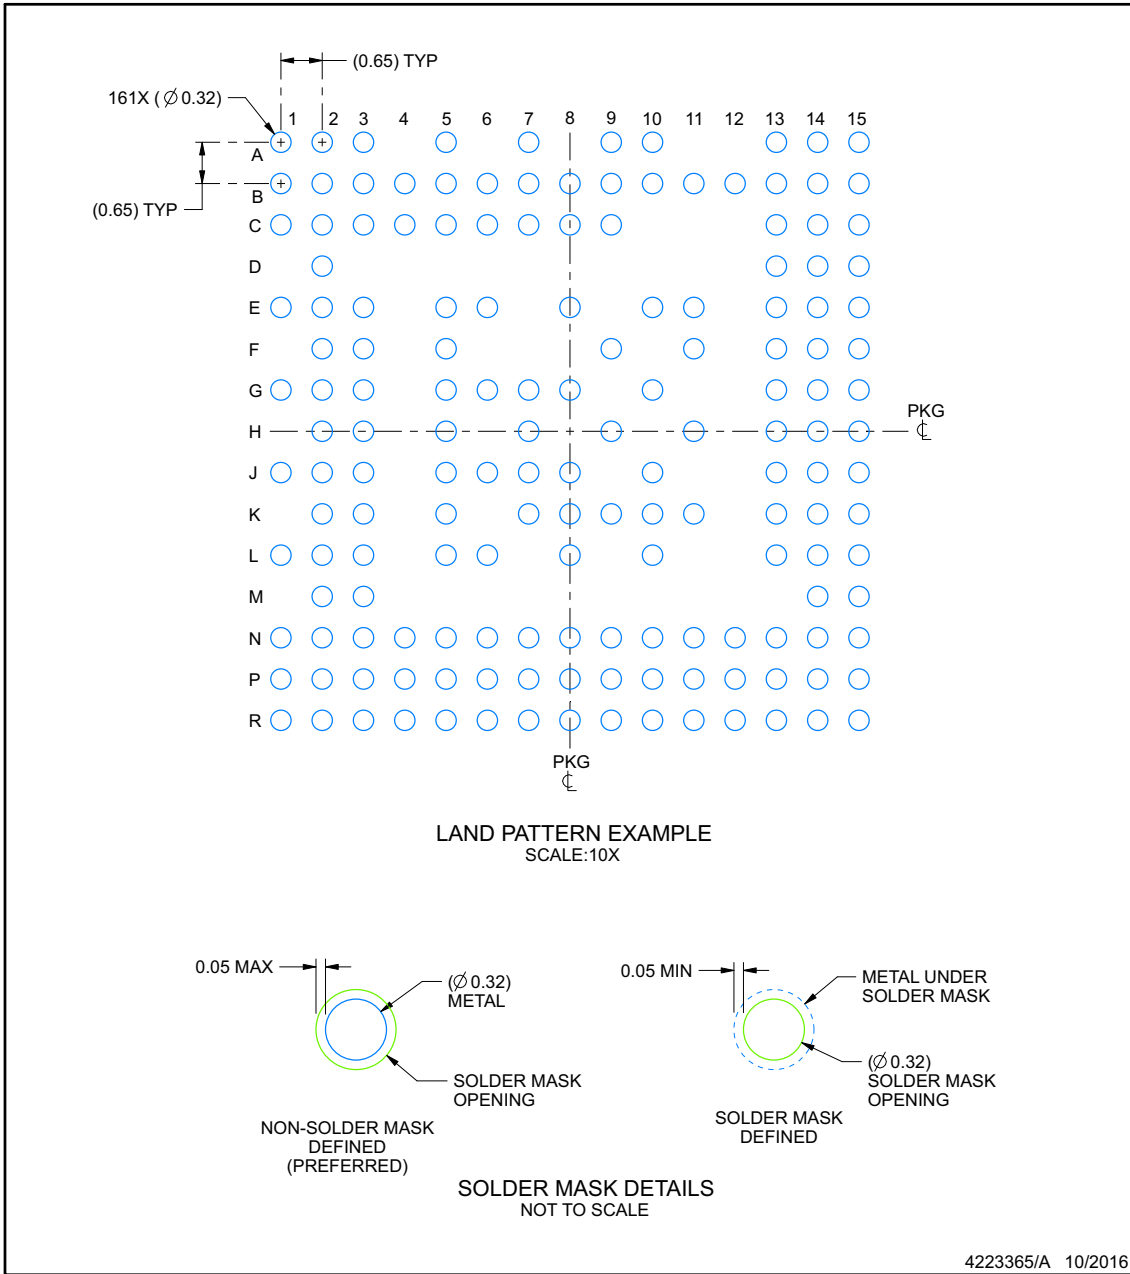 (0.65) TYP
161X ( ∅ 0.32)
1 2 3 4 5 6 7 8 9 10 11 12 13 14 15
A
B
(0.65) TYP
C
D
E
F
G
PKG
℄
H
J
K
L
M
N
P
R
PKG
℄
LAND PATTERN EXAMPLE
SCALE:10X
0.05 MAX
(∅ 0.32)
METAL
SOLDER MASK
OPENING
NON-SOLDER MASK
DEFINED
(PREFERRED)
0.05 MIN
METAL UNDER
SOLDER MASK
(∅ 0.32)
SOLDER MASK
OPENING
SOLDER MASK
DEFINED
SOLDER MASK DETAILS
NOT TO SCALE
4223365/A 10/2016